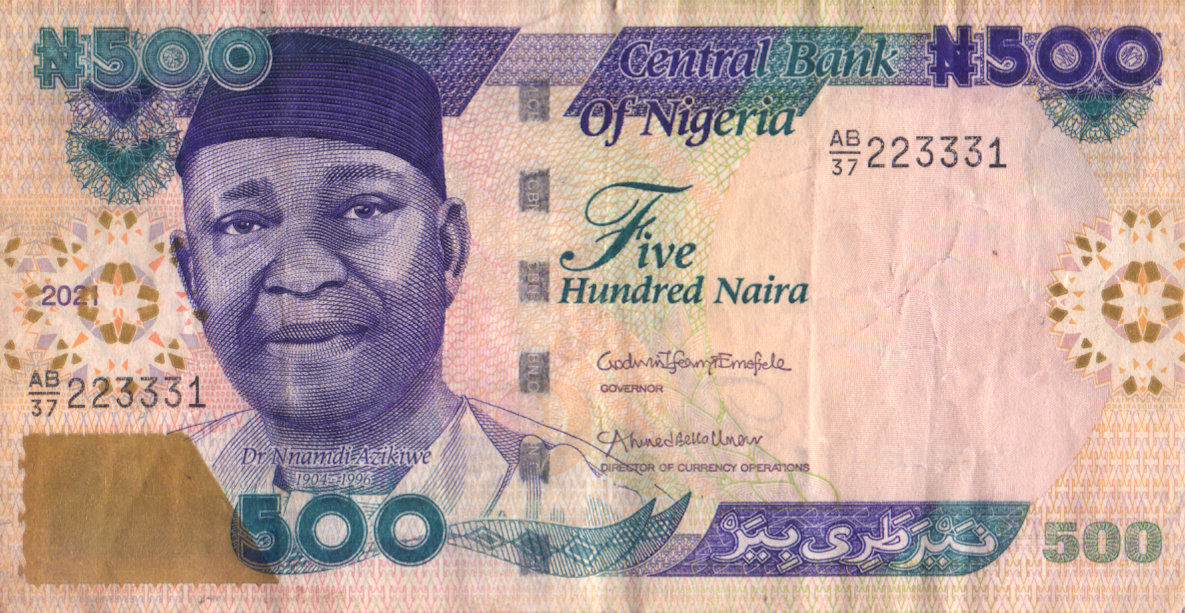 ₦500
Central Bank
Of Nigeria
₦500
AB/37 223331
Five
Hundred Naira
2021
AB/37 223331
GOVERNOR
DIRECTOR OF CURRENCY OPERATIONS
Dr Nnamdi Azikiwe
1904 - 1996
500
نَيْرَ طَرِى بِيَرْ
500